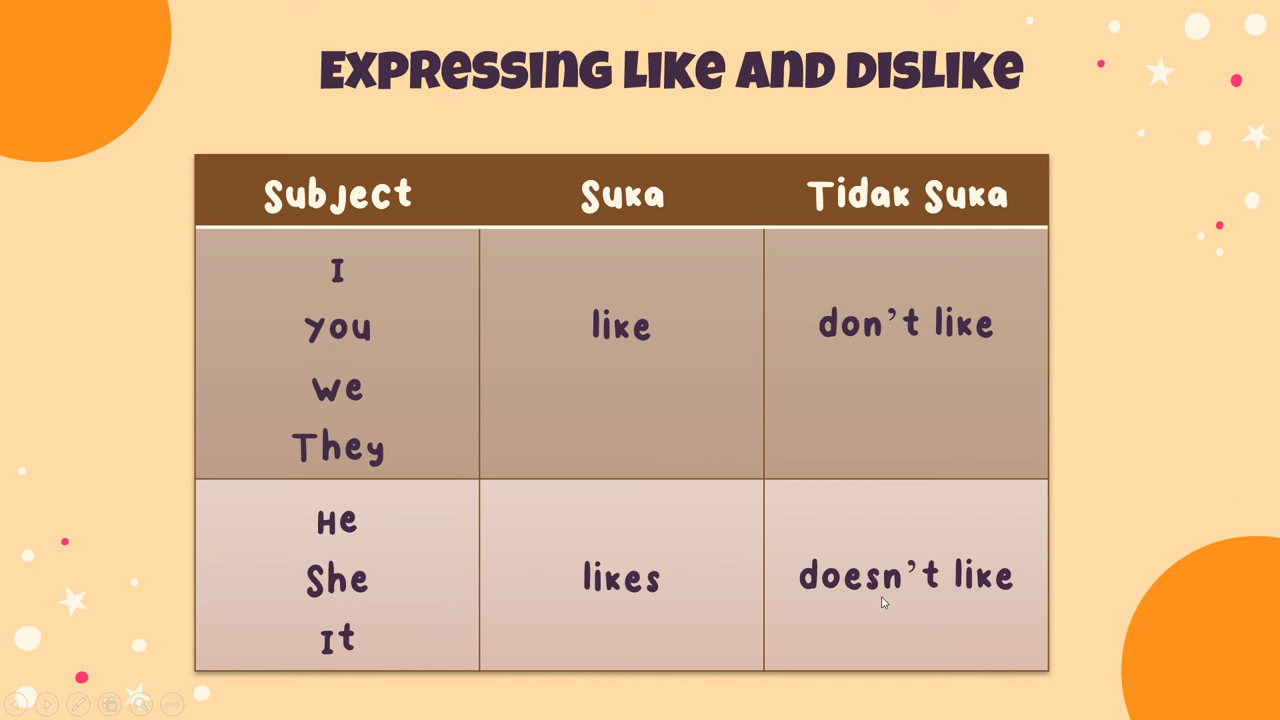 Expressing Like and Dislike
Subject Suka Tidak Suka
I
You
We
They
like
don't like
He
She
It
likes
doesn't like